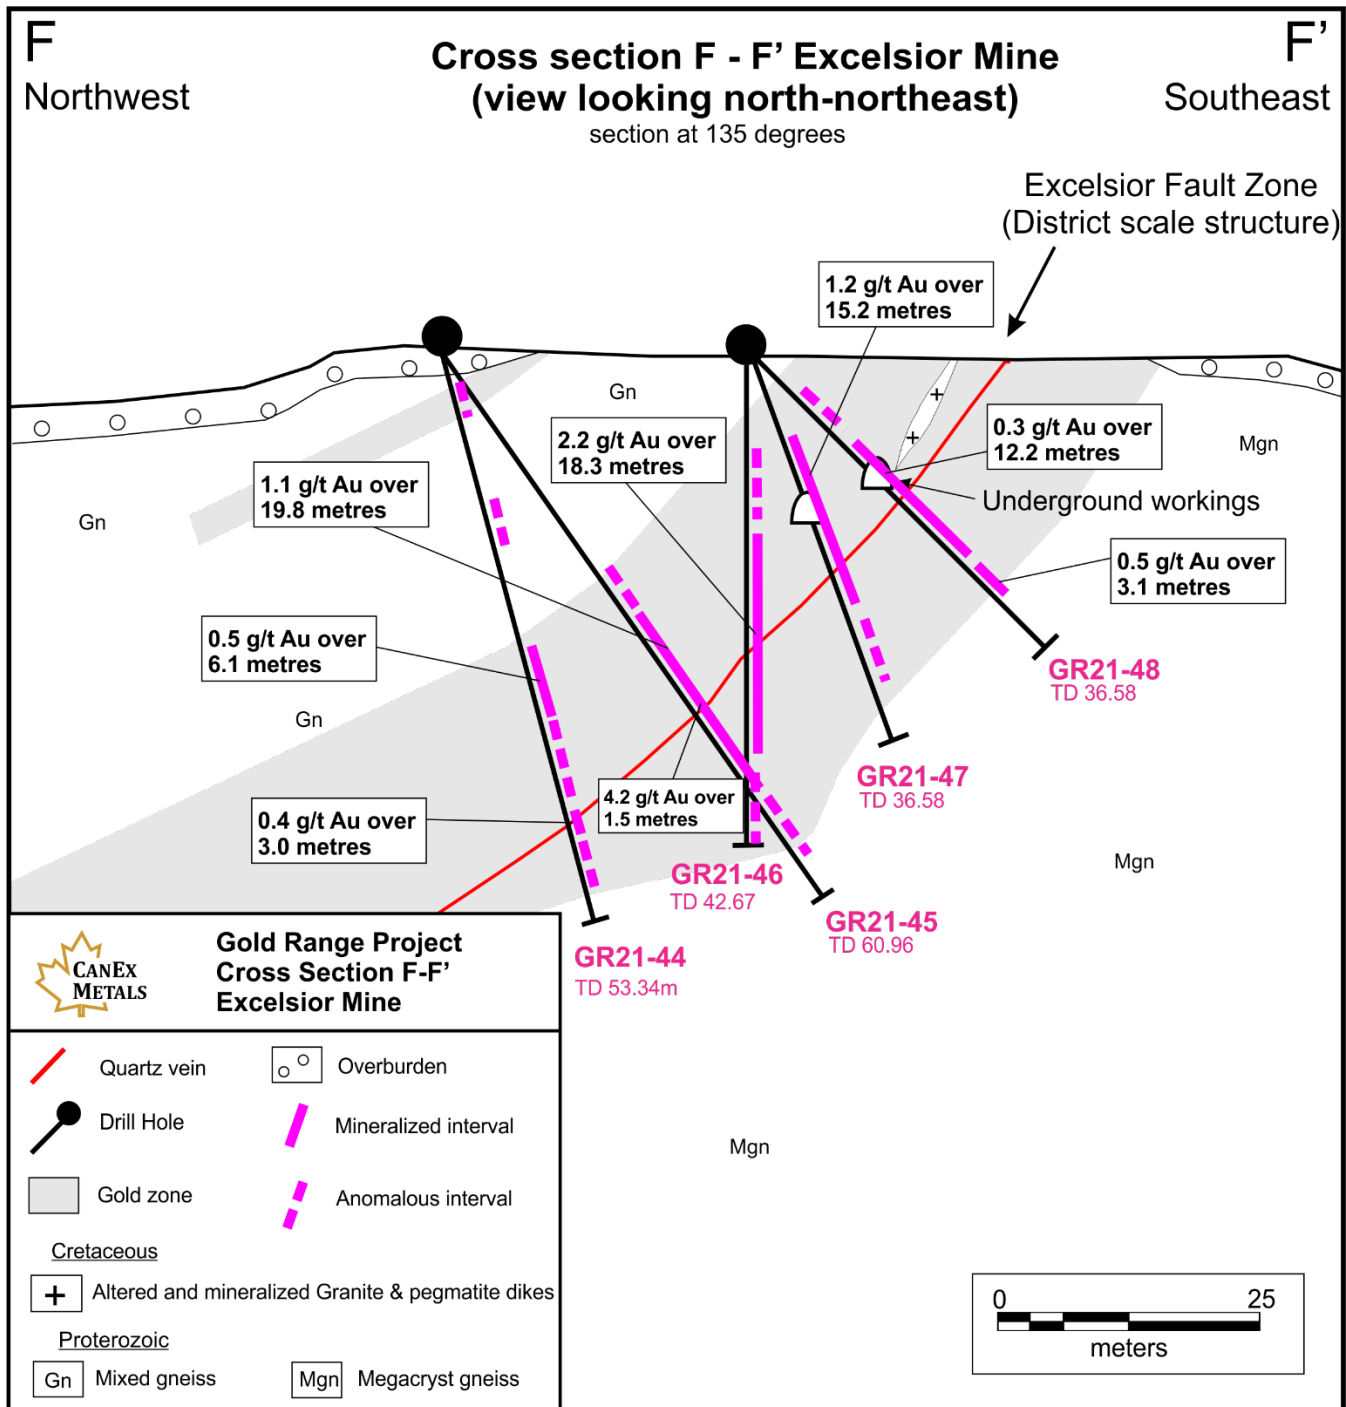 F
F’
Northwest
Southeast
Cross section F - F’ Excelsior Mine
(view looking north-northeast)
section at 135 degrees
Excelsior Fault Zone
(District scale structure)
1.2 g/t Au over
15.2 metres
Gn
2.2 g/t Au over
18.3 metres
0.3 g/t Au over
12.2 metres
Mgn
1.1 g/t Au over
19.8 metres
Underground workings
Gn
0.5 g/t Au over
3.1 metres
0.5 g/t Au over
6.1 metres
GR21-48
TD 36.58
Gn
GR21-47
TD 36.58
4.2 g/t Au over
1.5 metres
0.4 g/t Au over
3.0 metres
Mgn
GR21-46
TD 42.67
GR21-45
TD 60.96
GR21-44
TD 53.34m
CANEX
METALS
Gold Range Project
Cross Section F-F’
Excelsior Mine
Quartz vein
Overburden
Drill Hole
Mineralized interval
Mgn
Gold zone
Anomalous interval
Cretaceous
+ Altered and mineralized Granite & pegmatite dikes
Proterozoic
Gn Mixed gneiss
Mgn Megacryst gneiss
0 25
meters